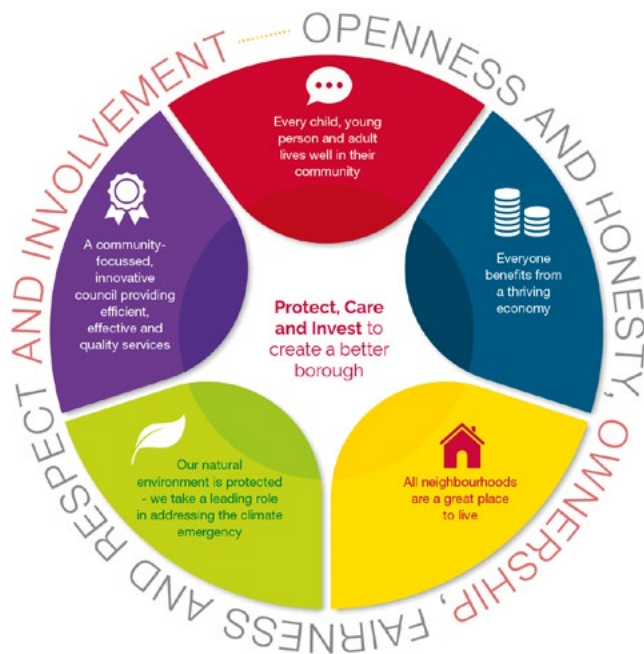 OPENNESS AND HONESTY, OWNERSHIP, FAIRNESS AND RESPECT AND INVOLVEMENT
Every child, young
person and adult
lives well in their
community
Everyone
benefits from
a thriving
economy
All neighbourhoods
are a great place
to live
Our natural
environment is protected
- we take a leading role
in addressing the climate
emergency
A community-
focussed,
innovative
council providing
efficient,
effective and
quality services
Protect, Care
and Invest to
create a better
borough